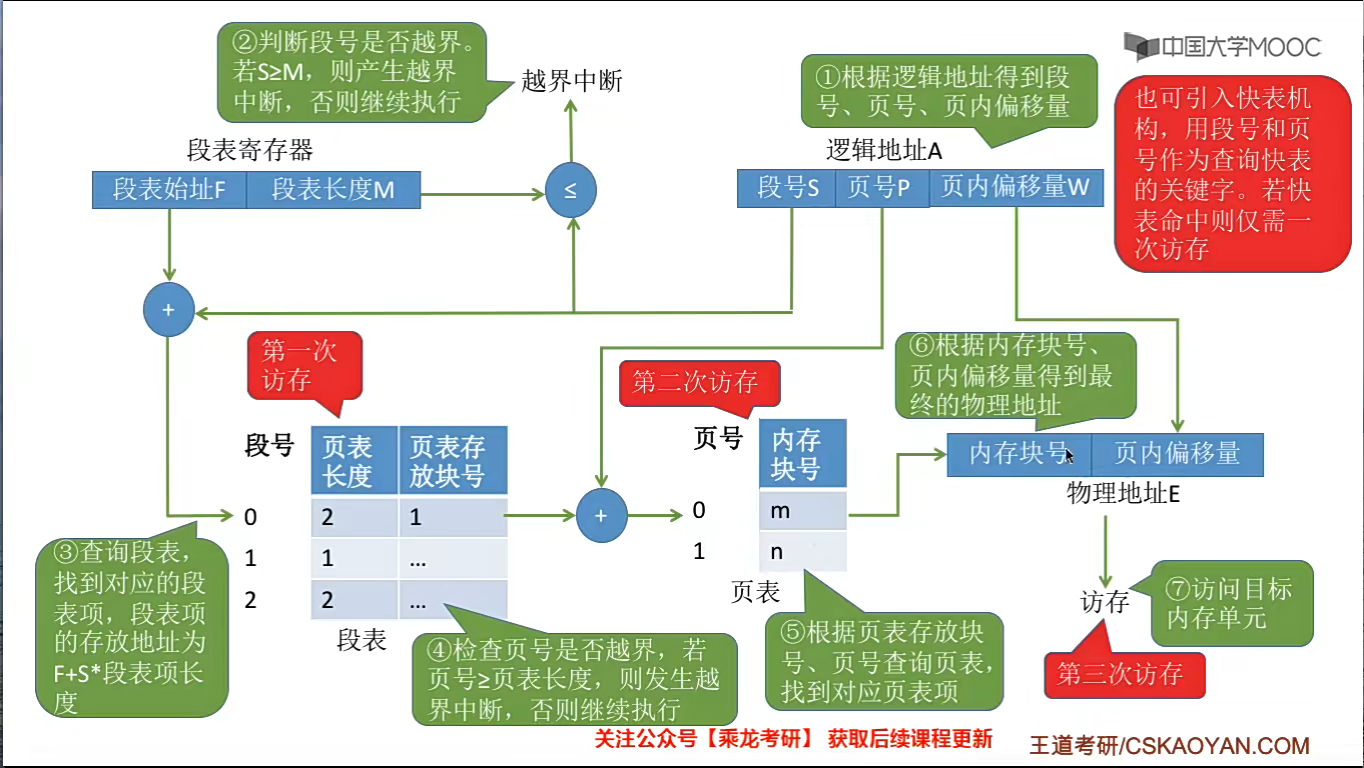 ②判断段号是否越界。
若S≥M，则产生越界
中断，否则继续执行
越界中断
①根据逻辑地址得到段
号、页号、页内偏移量
中国大学MOOC
也可引入快表机
构，用段号和页
号作为查询快表
的关键字。若快
表命中则仅需一
次访存
段表寄存器
段表始址F 段表长度M
≤
逻辑地址A
段号S 页号P 页内偏移量W
+
第一次
访存
第二次访存
⑥根据内存块号、
页内偏移量得到最
终的物理地址
段号 页表长度 页表存放块号
0 2 1
1 1 ...
2 2 ...
段表
+
页号 内存块号
0 m
1 n
页表
内存块号 页内偏移量
物理地址E
③查询段表，
找到对应的段
表项，段表项
的存放地址为
F+S*段表项长
度
④检查页号是否越界，若
页号≥页表长度，则发生越
界中断，否则继续执行
⑤根据页表存放块
号、页号查询页表，
找到对应页表项
访存
⑦访问目标
内存单元
第三次访存
关注公众号【乘龙考研】 获取后续课程更新
王道考研/CSKAOYAN.COM